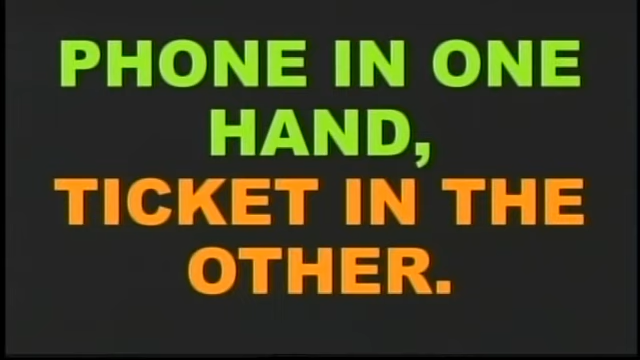 PHONE IN ONE
HAND,
TICKET IN THE
OTHER.